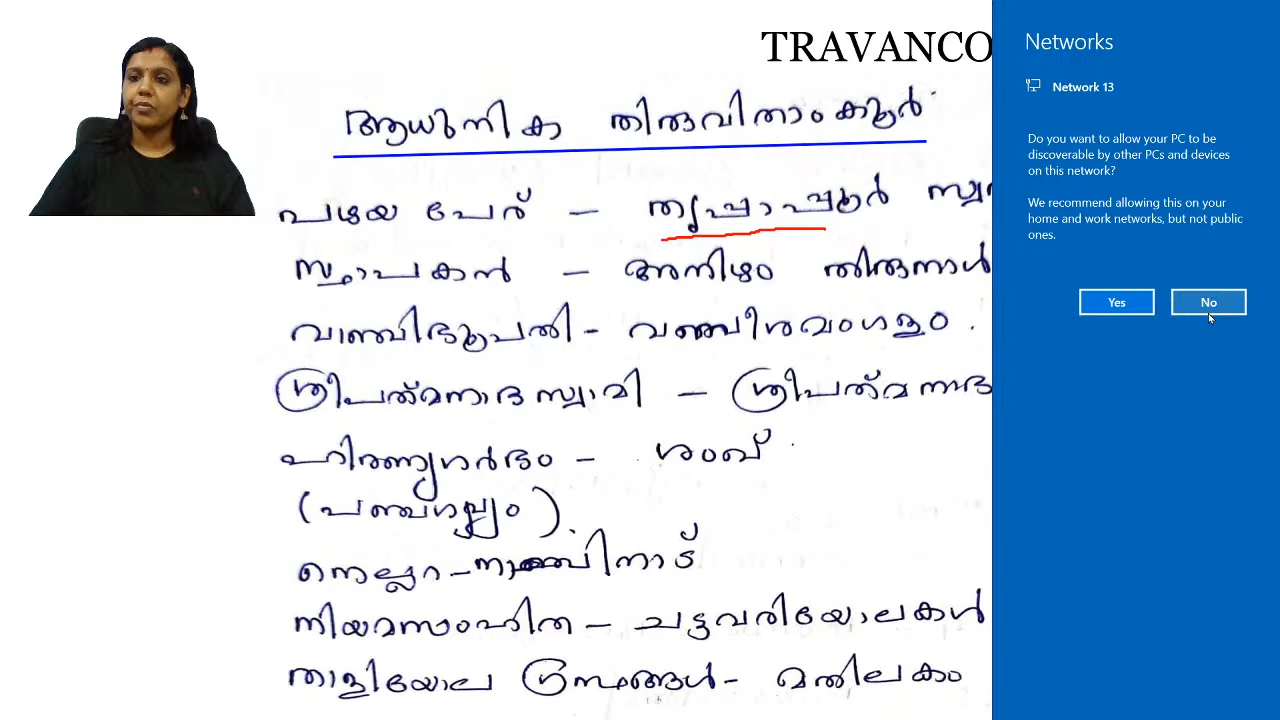 TRAVANCO
ആധുനിക തിരുവിതാംകൂർ
പഴയ പേര് – തൃപ്പാപ്പൂർ സ്വ
സ്ഥാപകൻ – അനിഴം തിരുനാൾ
വഞ്ചിഭൂപതി – വഞ്ചീശമംഗളം.
ശ്രീപത്മനാദസ്വാമി – ശ്രീപത്മനാദ
ഹിരണ്യഗർഭം – ശംഖ്
(പഞ്ചഗവ്യം).
നെല്ലറ – നാഞ്ചിനാട്
നിയമസംഹിത – ചട്ടവരിയോലകൾ
താളിയോല ഗ്രന്ഥങ്ങൾ – മതിലകം
Networks
Network 13
Do you want to allow your PC to be
discoverable by other PCs and devices
on this network?
We recommend allowing this on your
home and work networks, but not public
ones.
Yes No